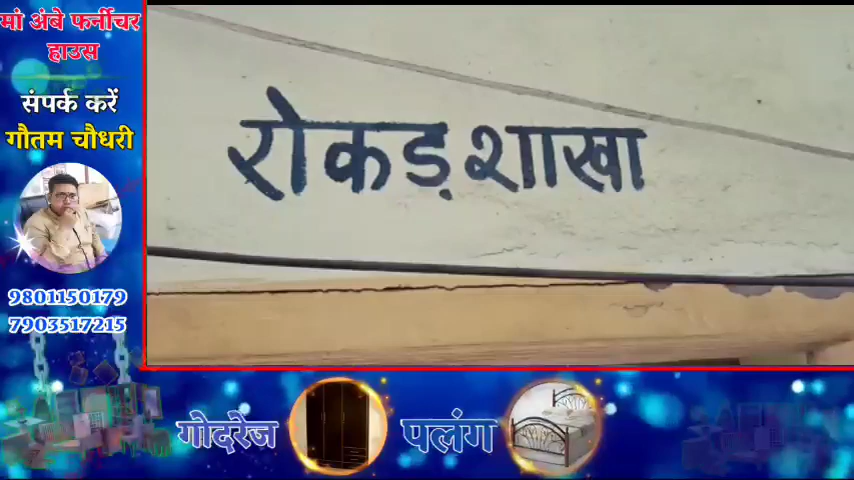 मां अंबे फर्नीचर
हाउस
संपर्क करें
गौतम चौधरी
9801150179
7903517215
रोकड़ शाखा
गोदरेज
पलंग